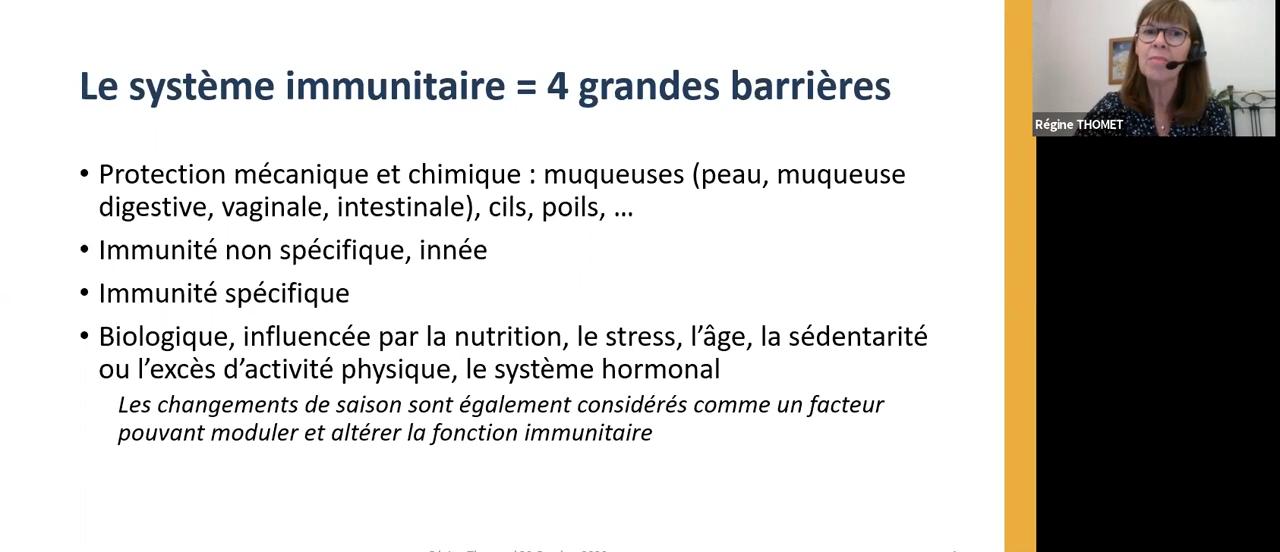 Le système immunitaire = 4 grandes barrières
• Protection mécanique et chimique : muqueuses (peau, muqueuse
digestive, vaginale, intestinale), cils, poils, …
• Immunité non spécifique, innée
• Immunité spécifique
• Biologique, influencée par la nutrition, le stress, l’âge, la sédentarité
ou l’excès d’activité physique, le système hormonal
Les changements de saison sont également considérés comme un facteur
pouvant moduler et altérer la fonction immunitaire
Régine THOMET